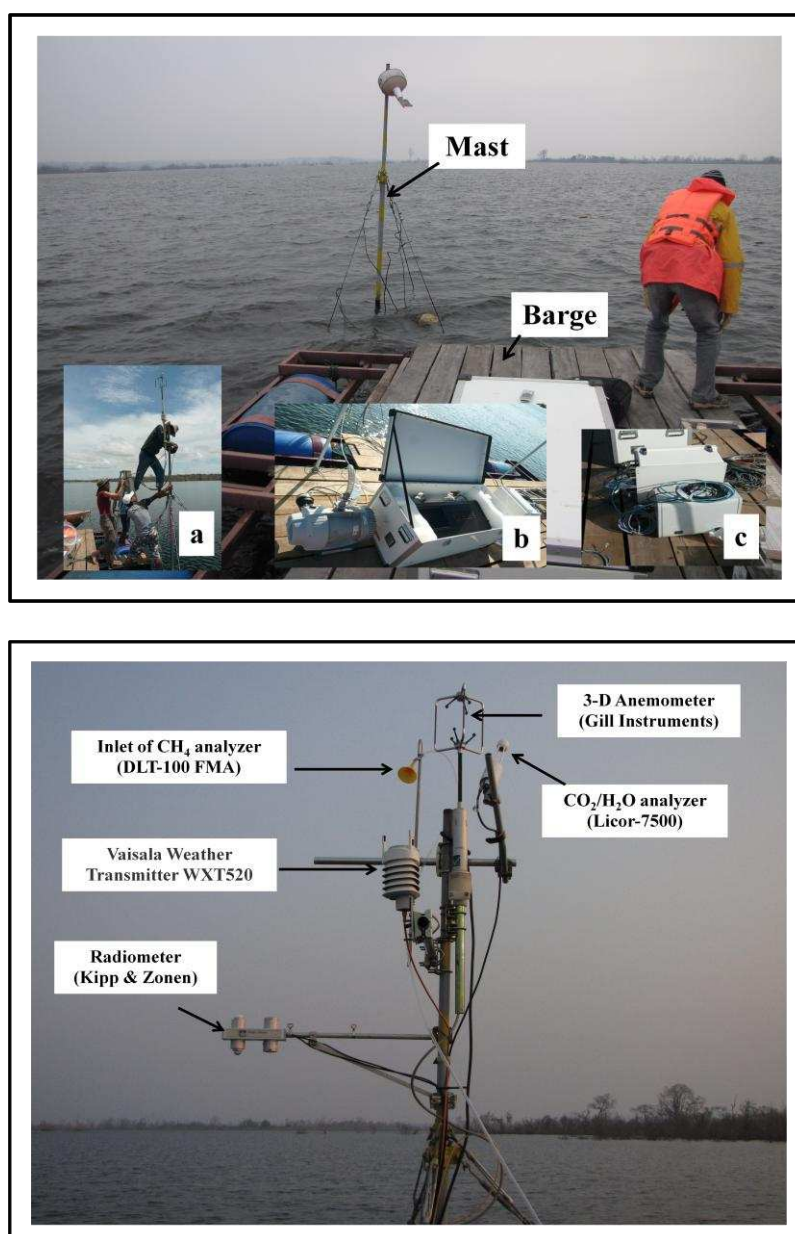 Mast
Barge
a
b
c
3-D Anemometer
(Gill Instruments)
Inlet of CH₄ analyzer
(DLT-100 FMA)
CO₂/H₂O analyzer
(Licor-7500)
Vaisala Weather
Transmitter WXT520
Radiometer
(Kipp & Zonen)